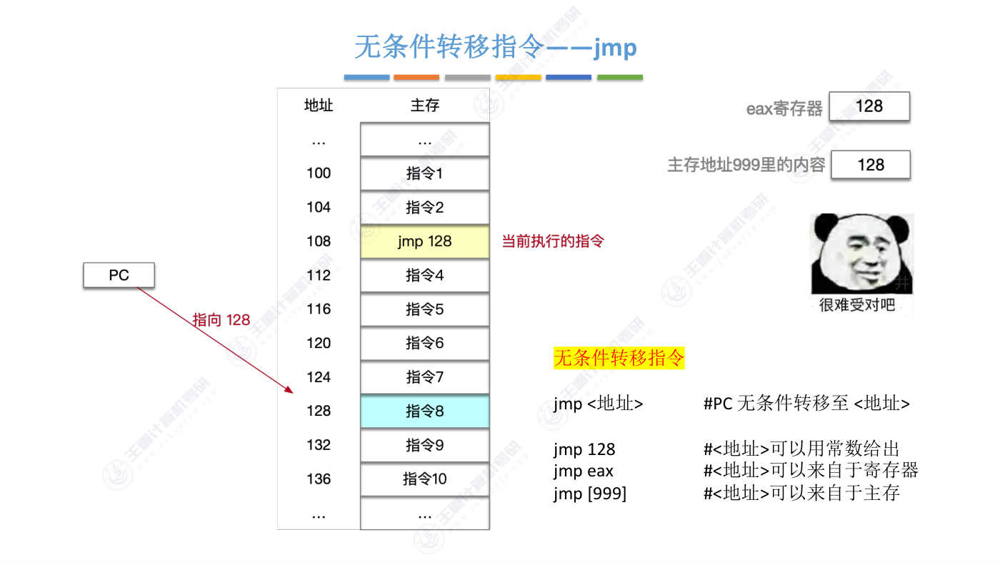 无条件转移指令——jmp
地址 主存
... ...
100 指令1
104 指令2
108 jmp 128
当前执行的指令
112 指令4
116 指令5
120 指令6
124 指令7
128 指令8
132 指令9
136 指令10
... ...
PC
指向 128
eax寄存器 128
主存地址999里的内容 128
很难受对吧
无条件转移指令
jmp <地址> #PC 无条件转移至 <地址>
jmp 128 #<地址>可以用常数给出
jmp eax #<地址>可以来自于寄存器
jmp [999] #<地址>可以来自于主存
王道计算机考研